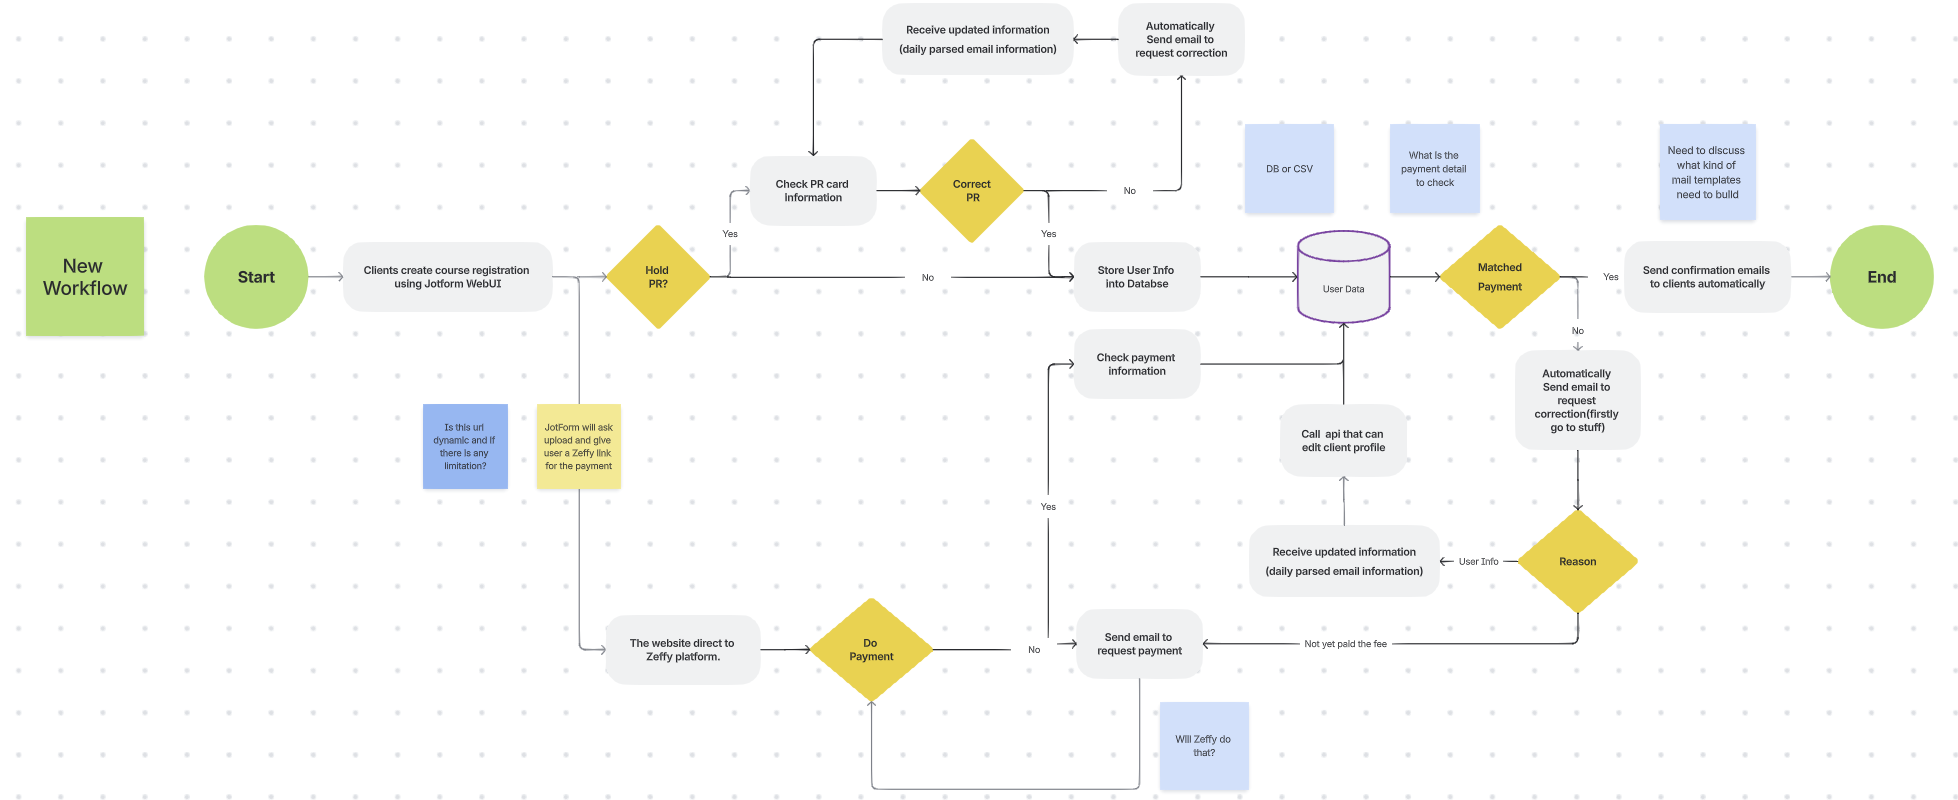 Receive updated information
(daily parsed email information)
Automatically
Send email to
request correction
DB or CSV
What is the
payment detail
to check
Need to discuss
what kind of
mail templates
need to build
Check PR card
information
Correct
PR
No
Yes
Yes
New
Workflow
Start
Clients create course registration
using Jotform WebUI
Hold
PR?
No
Store User Info
into Databse
User Data
Matched
Payment
Yes
Send confirmation emails
to clients automatically
End
No
Check payment
information
Automatically
Send email to
request
correction(firstly
go to stuff)
Is this url
dynamic and if
there is any
limitation?
JotForm will ask
upload and give
user a Zeffy link
for the payment
Call api that can
edit client profile
Yes
Receive updated information
(daily parsed email information)
User Info
Reason
The website direct to
Zeffy platform.
Do
Payment
No
Send email to
request payment
Not yet paid the fee
Will Zeffy do
that?